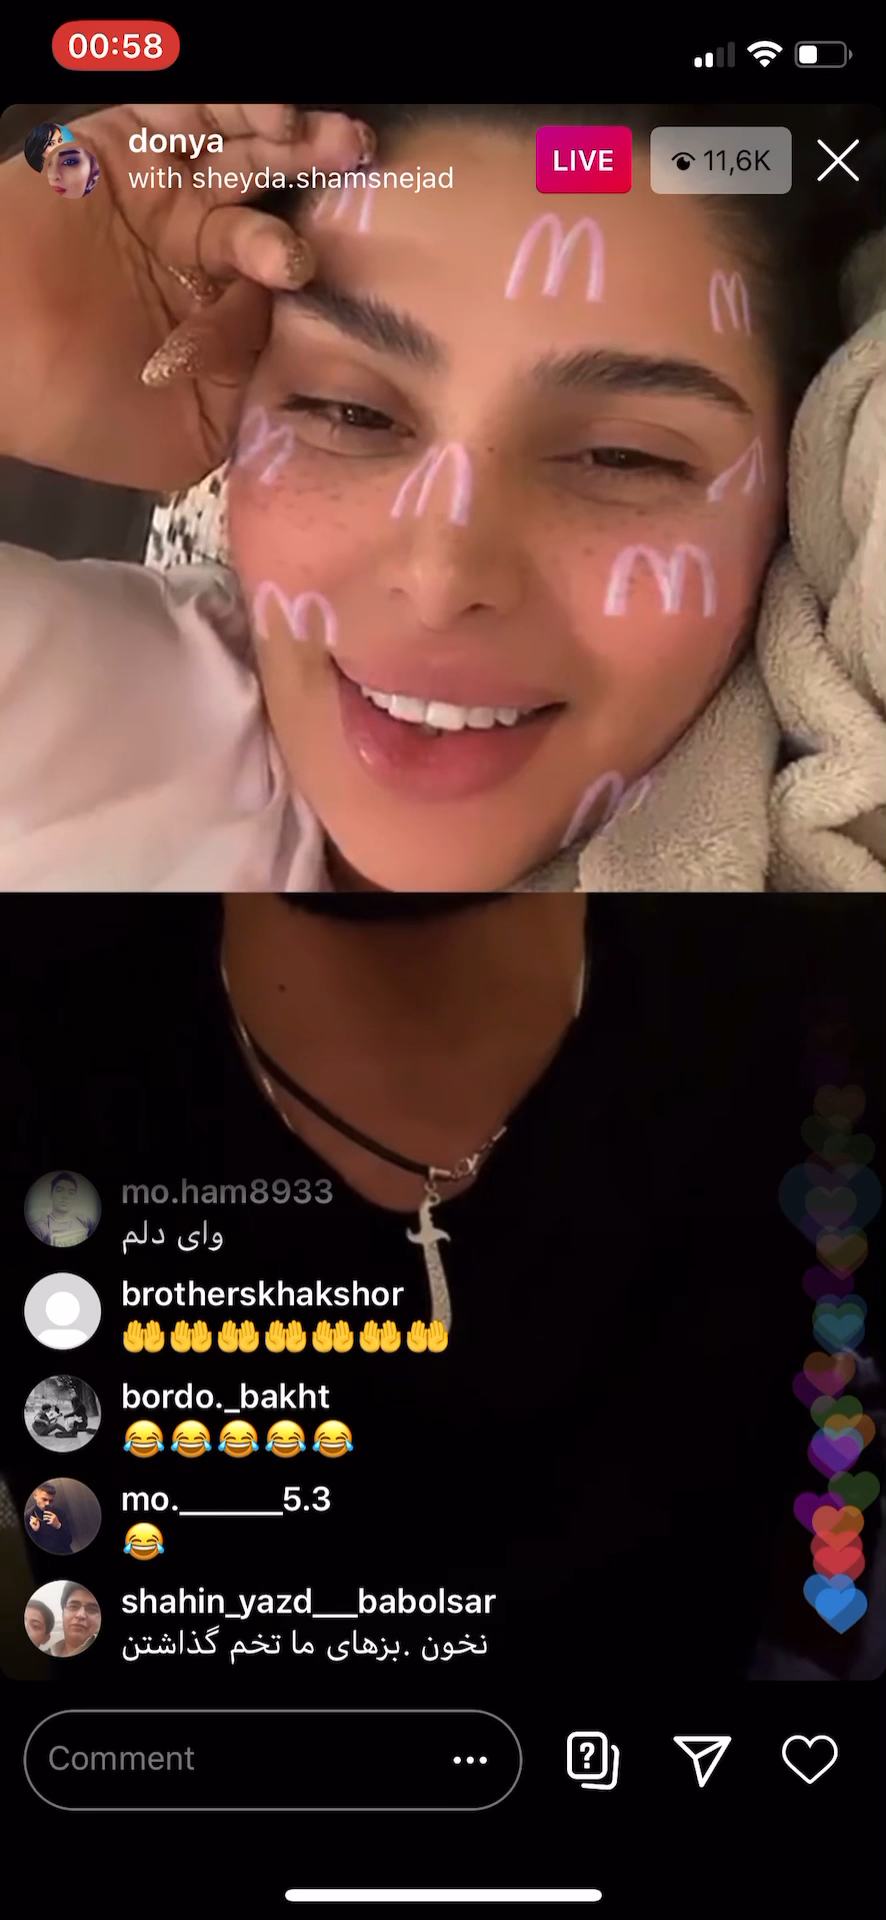 00:58
donya
with sheyda.shamsnejad
LIVE
11,6K
mo.ham8933
وای دلم
brotherskhakshor
🤲🤲🤲🤲🤲🤲🤲
bordo._bakht
😂😂😂😂😂
mo.______5.3
😂
shahin_yazd__babolsar
نخون .بزهای ما تخم گذاشتن
Comment